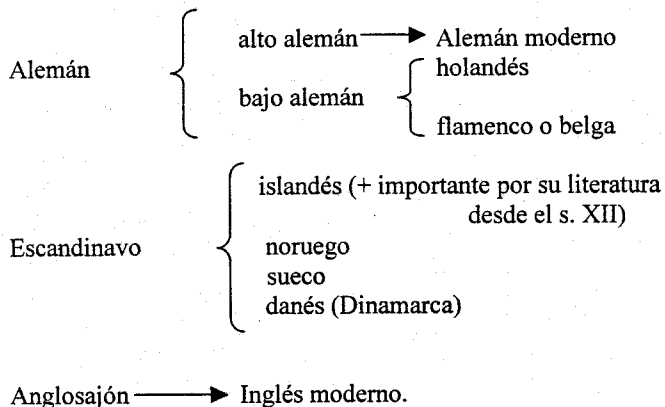 alto alemán Alemán moderno
Alemán holandés
bajo alemán
flamenco o belga
islandés (+ importante por su literatura
desde el s. XII)
Escandinavo noruego
sueco
danés (Dinamarca)
Anglosajón Inglés moderno.